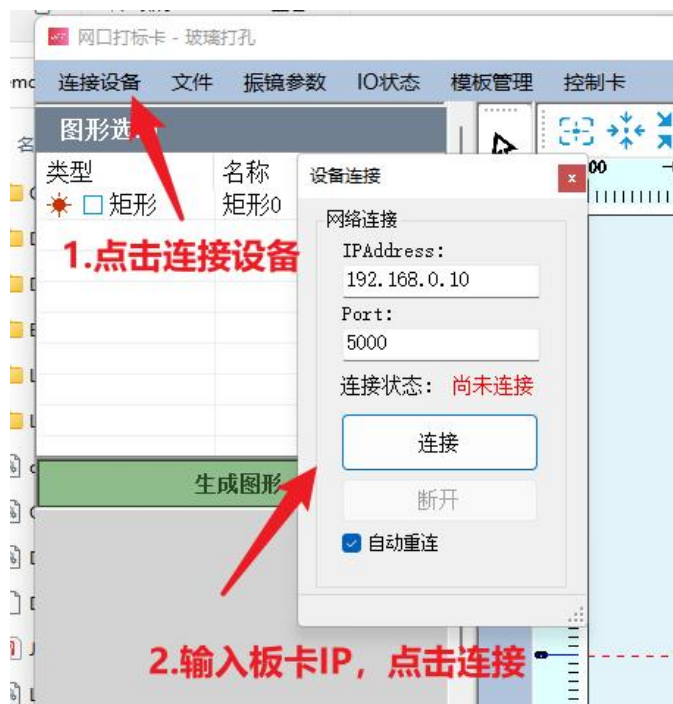 网口打标卡 - 玻璃打孔
连接设备 文件 振镜参数 IO状态 模板管理 控制卡
图形选
类型 名称
矩形 矩形0
1.点击连接设备
设备连接
网络连接
IPAddress:
192.168.0.10
Port:
5000
连接状态: 尚未连接
连接
断开
自动重连
生成图形
2.输入板卡IP，点击连接
00
名